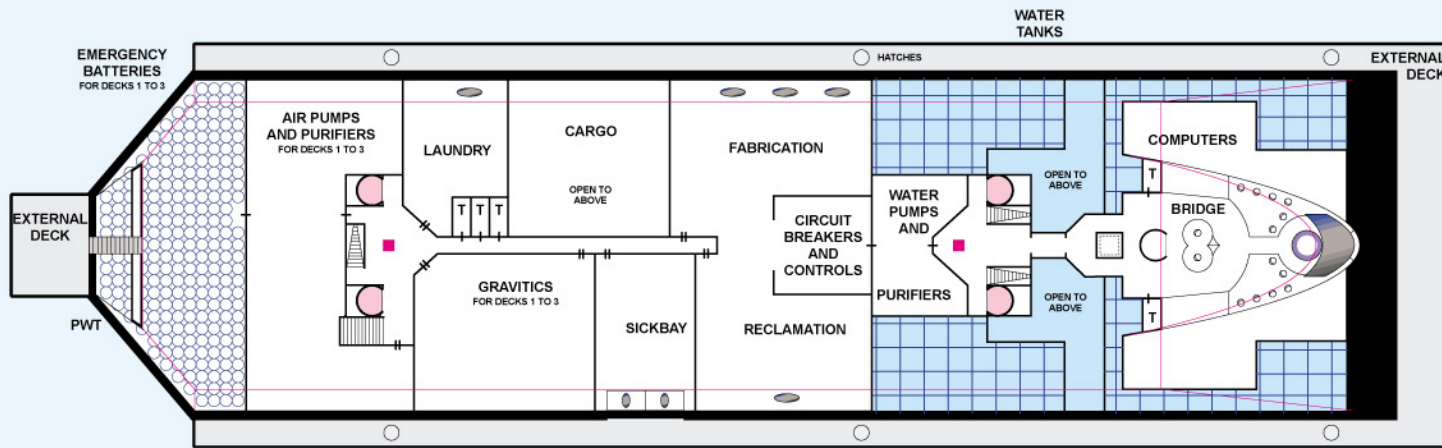 WATER
TANKS
EMERGENCY
BATTERIES
FOR DECKS 1 TO 3
HATCHES
EXTERNAL
DECK
AIR PUMPS
AND PURIFIERS
FOR DECKS 1 TO 3
LAUNDRY
CARGO
OPEN TO
ABOVE
FABRICATION
COMPUTERS
T T T
T
OPEN TO
ABOVE
WATER
PUMPS
AND
PURIFIERS
BRIDGE
EXTERNAL
DECK
CIRCUIT
BREAKERS
AND
CONTROLS
GRAVITICS
FOR DECKS 1 TO 3
OPEN TO
ABOVE
T
PWT
SICKBAY
RECLAMATION